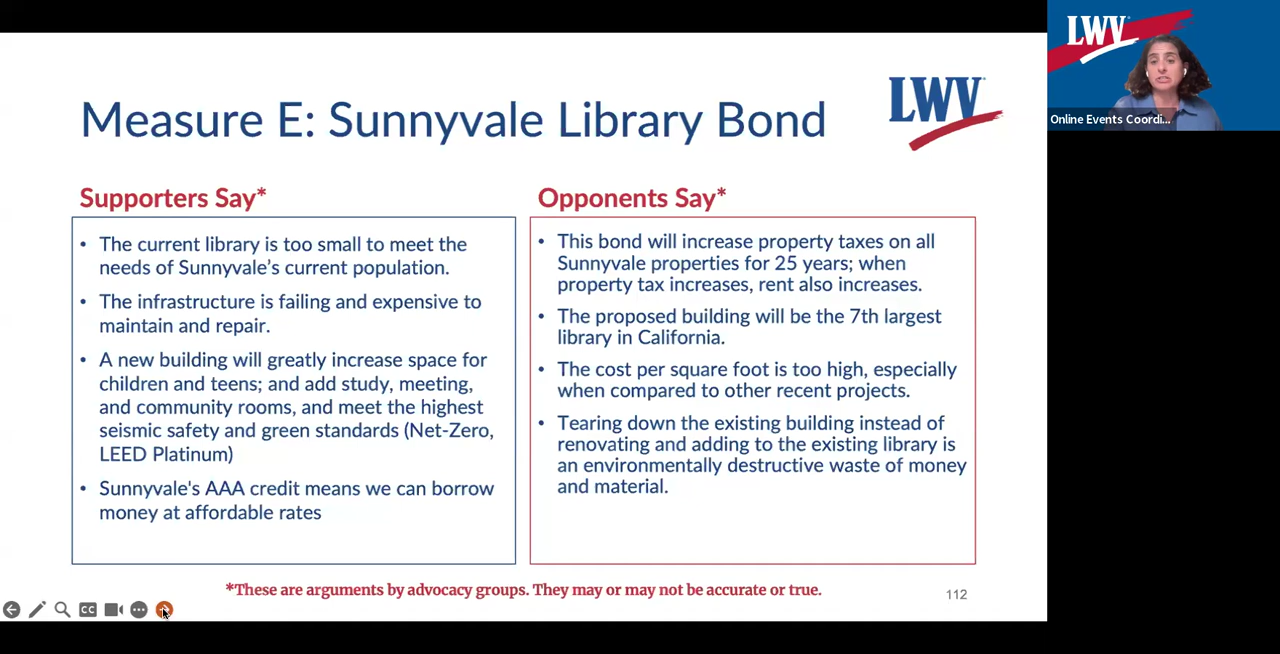 Measure E: Sunnyvale Library Bond
LWV
Supporters Say*
• The current library is too small to meet the
needs of Sunnyvale’s current population.
• The infrastructure is failing and expensive to
maintain and repair.
• A new building will greatly increase space for
children and teens; and add study, meeting,
and community rooms, and meet the highest
seismic safety and green standards (Net-Zero,
LEED Platinum)
• Sunnyvale's AAA credit means we can borrow
money at affordable rates
Opponents Say*
• This bond will increase property taxes on all
Sunnyvale properties for 25 years; when
property tax increases, rent also increases.
• The proposed building will be the 7th largest
library in California.
• The cost per square foot is too high, especially
when compared to other recent projects.
• Tearing down the existing building instead of
renovating and adding to the existing library is
an environmentally destructive waste of money
and material.
*These are arguments by advocacy groups. They may or may not be accurate or true.
112
CC
LWV
Online Events Coordi...